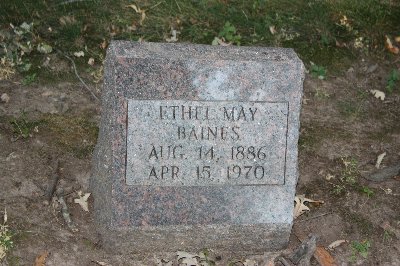 ETHEL MAY
BAINES
AUG. 14, 1886
APR. 15, 1970